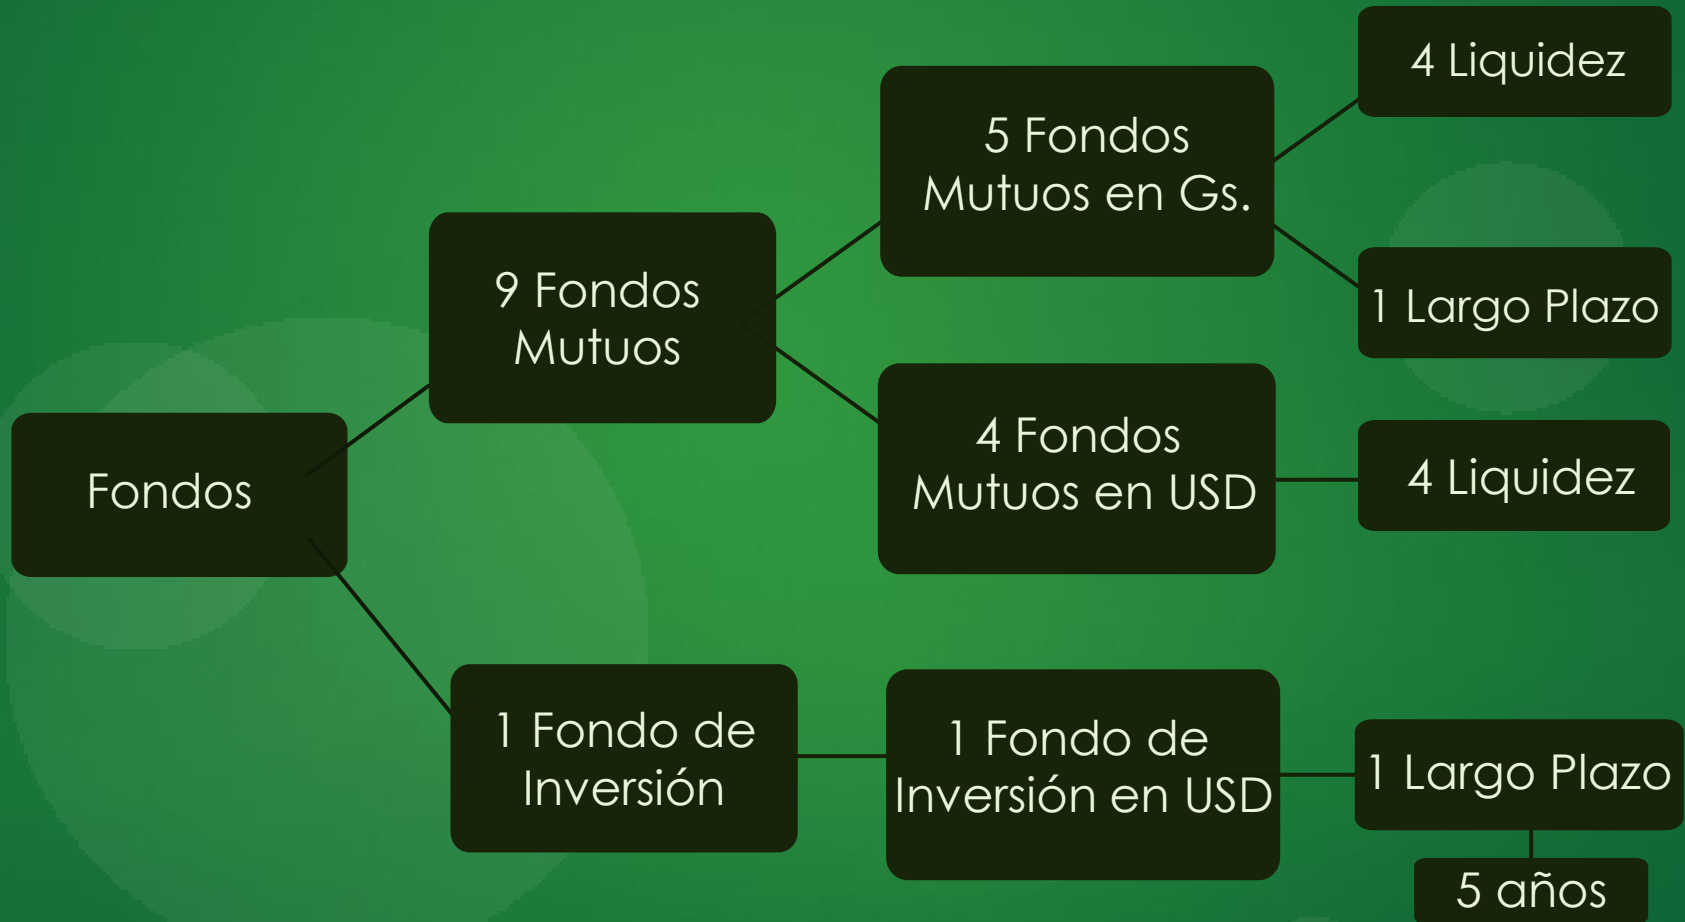 Fondos
9 Fondos
Mutuos
5 Fondos
Mutuos en Gs.
4 Liquidez
1 Largo Plazo
4 Fondos
Mutuos en USD
4 Liquidez
1 Fondo de
Inversión
1 Fondo de
Inversión en USD
1 Largo Plazo
5 años